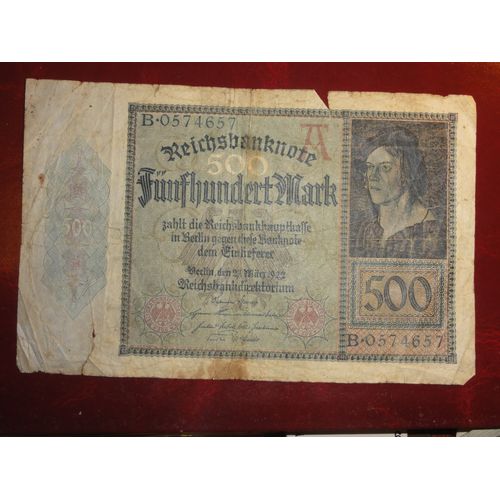 B·0574657
A
Reichsbanknote
500
Fünfhundert Mark
zahlt die Reichsbankhauptkasse
in Berlin gegen diese Banknote
dem Einlieferer
Berlin, den 27. März 1922
Reichsbankdirektorium
500
500
B·0574657